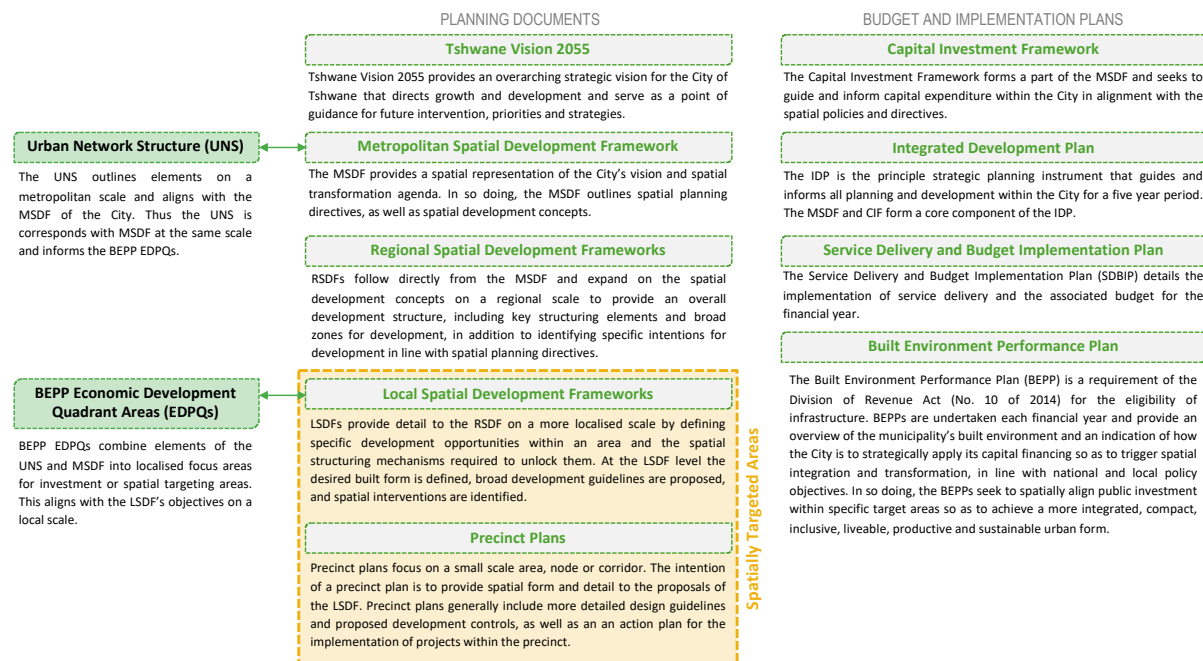 PLANNING DOCUMENTS
Tshwane Vision 2055
Tshwane Vision 2055 provides an overarching strategic vision for the City of
Tshwane that directs growth and development and serve as a point of
guidance for future intervention, priorities and strategies.
Urban Network Structure (UNS)
The UNS outlines elements on a
metropolitan scale and aligns with the
MSDF of the City. Thus the UNS is
corresponds with MSDF at the same scale
and informs the BEPP EDPQs.
Metropolitan Spatial Development Framework
The MSDF provides a spatial representation of the City's vision and spatial
transformation agenda. In so doing, the MSDF outlines spatial planning
directives, as well as spatial development concepts.
Regional Spatial Development Frameworks
RSDFs follow directly from the MSDF and expand on the spatial
development concepts on a regional scale to provide an overall
development structure, including key structuring elements and broad
zones for development, in addition to identifying specific intentions for
development in line with spatial planning directives.
BEPP Economic Development
Quadrant Areas (EDPQs)
BEPP EDPQs combine elements of the
UNS and MSDF into localised focus areas
for investment or spatial targeting areas.
This aligns with the LSDF's objectives on a
local scale.
Local Spatial Development Frameworks
LSDFs provide detail to the RSDF on a more localised scale by defining
specific development opportunities within an area and the spatial
structuring mechanisms required to unlock them. At the LSDF level the
desired built form is defined, broad development guidelines are proposed,
and spatial interventions are identified.
Precinct Plans
Precinct plans focus on a small scale area, node or corridor. The intention
of a precinct plan is to provide spatial form and detail to the proposals of
the LSDF. Precinct plans generally include more detailed design guidelines
and proposed development controls, as well as an an action plan for the
implementation of projects within the precinct.
Spatially Targeted Areas
BUDGET AND IMPLEMENTATION PLANS
Capital Investment Framework
The Capital Investment Framework forms a part of the MSDF and seeks to
guide and inform capital expenditure within the City in alignment with the
spatial policies and directives.
Integrated Development Plan
The IDP is the principle strategic planning instrument that guides and
informs all planning and development within the City for a five year period.
The MSDF and CIF form a core component of the IDP.
Service Delivery and Budget Implementation Plan
The Service Delivery and Budget Implementation Plan (SDBIP) details the
implementation of service delivery and the associated budget for the
financial year.
Built Environment Performance Plan
The Built Environment Performance Plan (BEPP) is a requirement of the
Division of Revenue Act (No. 10 of 2014) for the eligibility of
infrastructure. BEPPs are undertaken each financial year and provide an
overview of the municipality's built environment and an indication of how
the City is to strategically apply its capital financing so as to trigger spatial
integration and transformation, in line with national and local policy
objectives. In so doing, the BEPPs seek to spatially align public investment
within specific target areas so as to achieve a more integrated, compact,
inclusive, liveable, productive and sustainable urban form.